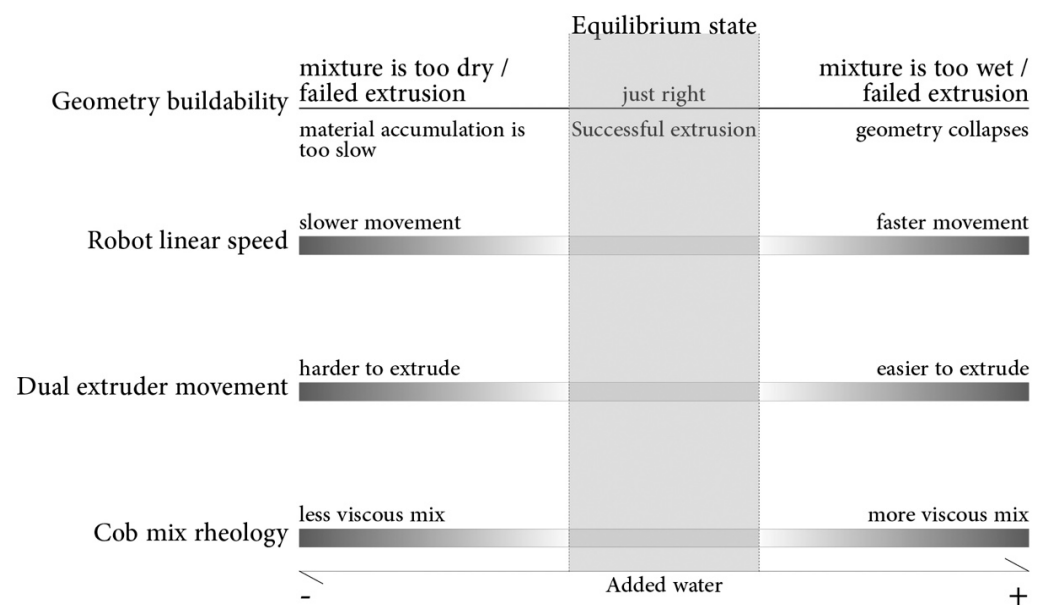 Equilibrium state
Geometry buildability
mixture is too dry /
failed extrusion
just right
mixture is too wet /
failed extrusion
material accumulation is
too slow
Successful extrusion
geometry collapses
Robot linear speed
slower movement
faster movement
Dual extruder movement
harder to extrude
easier to extrude
Cob mix rheology
less viscous mix
more viscous mix
-
Added water
+